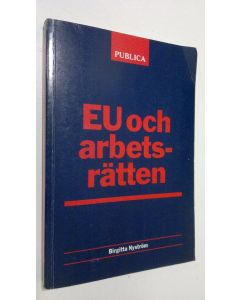 PUBLICA
EU och
arbets-
rätten
Birgitta Nyström